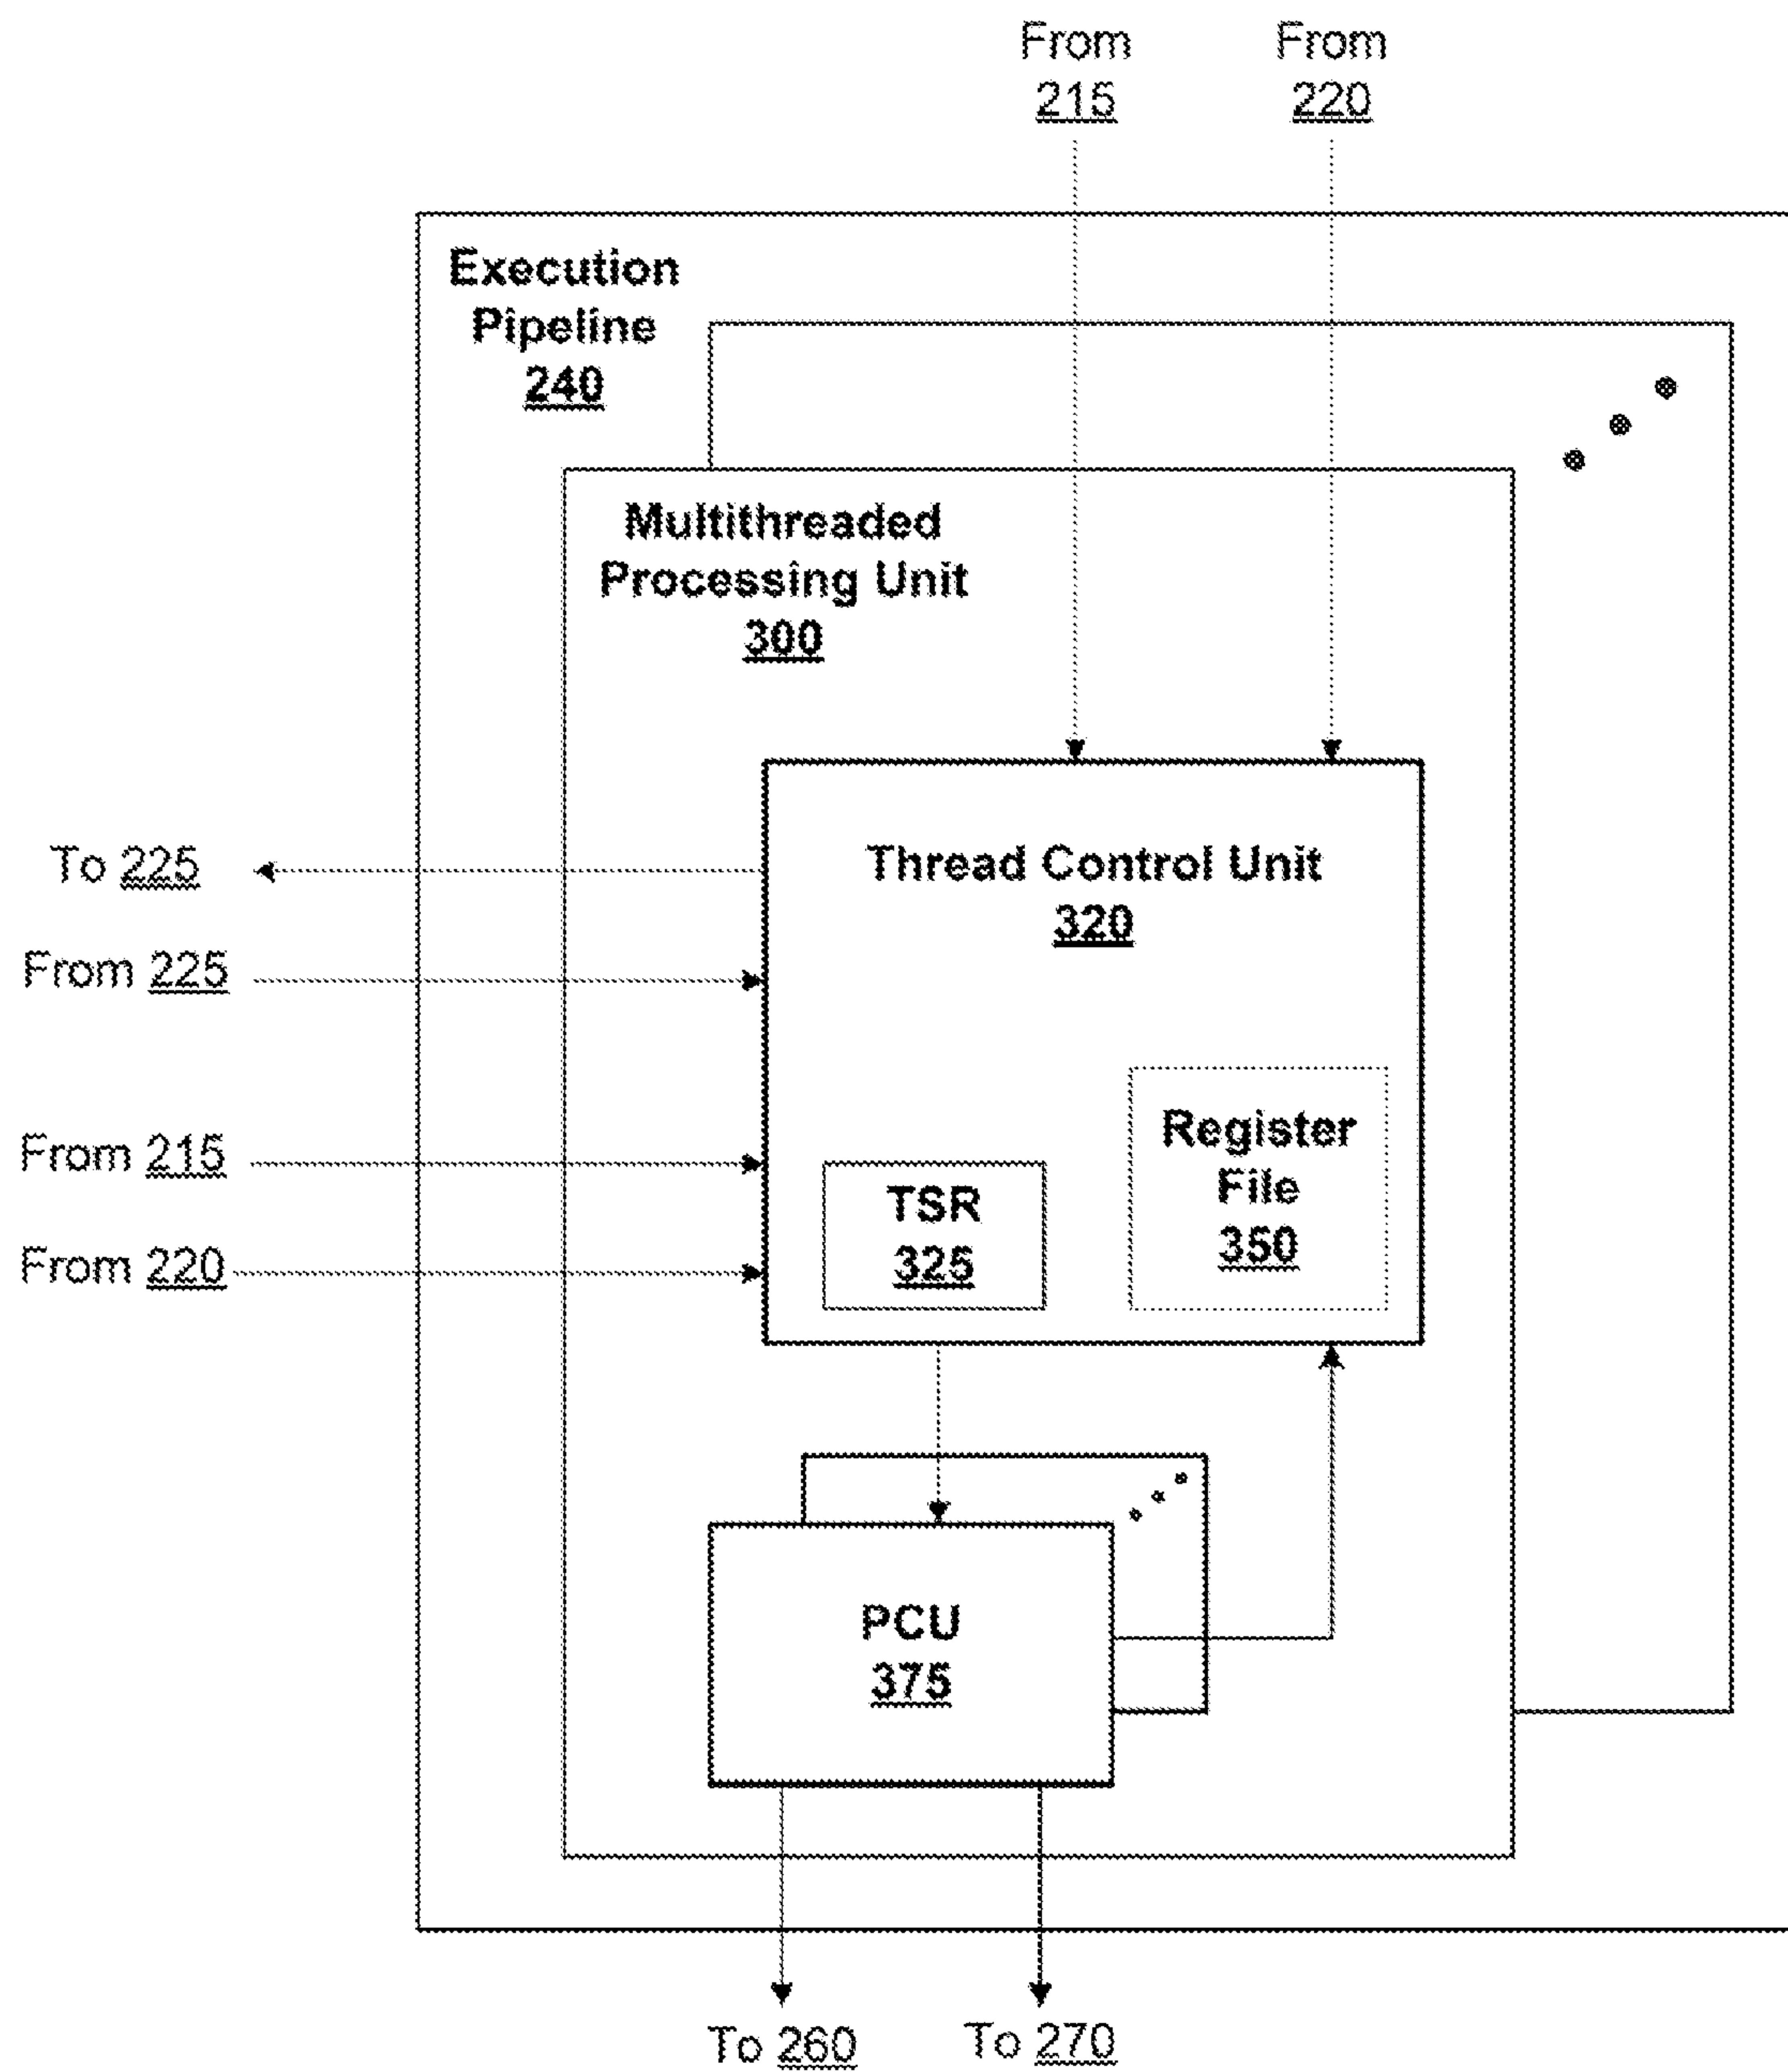 From
215
From
220
Execution
Pipeline
240
Multithreaded
Processing Unit
300
To 225
Thread Control Unit
320
From 225
From 215
From 220
TSR
325
Register
File
350
PCU
375
To 260
To 270